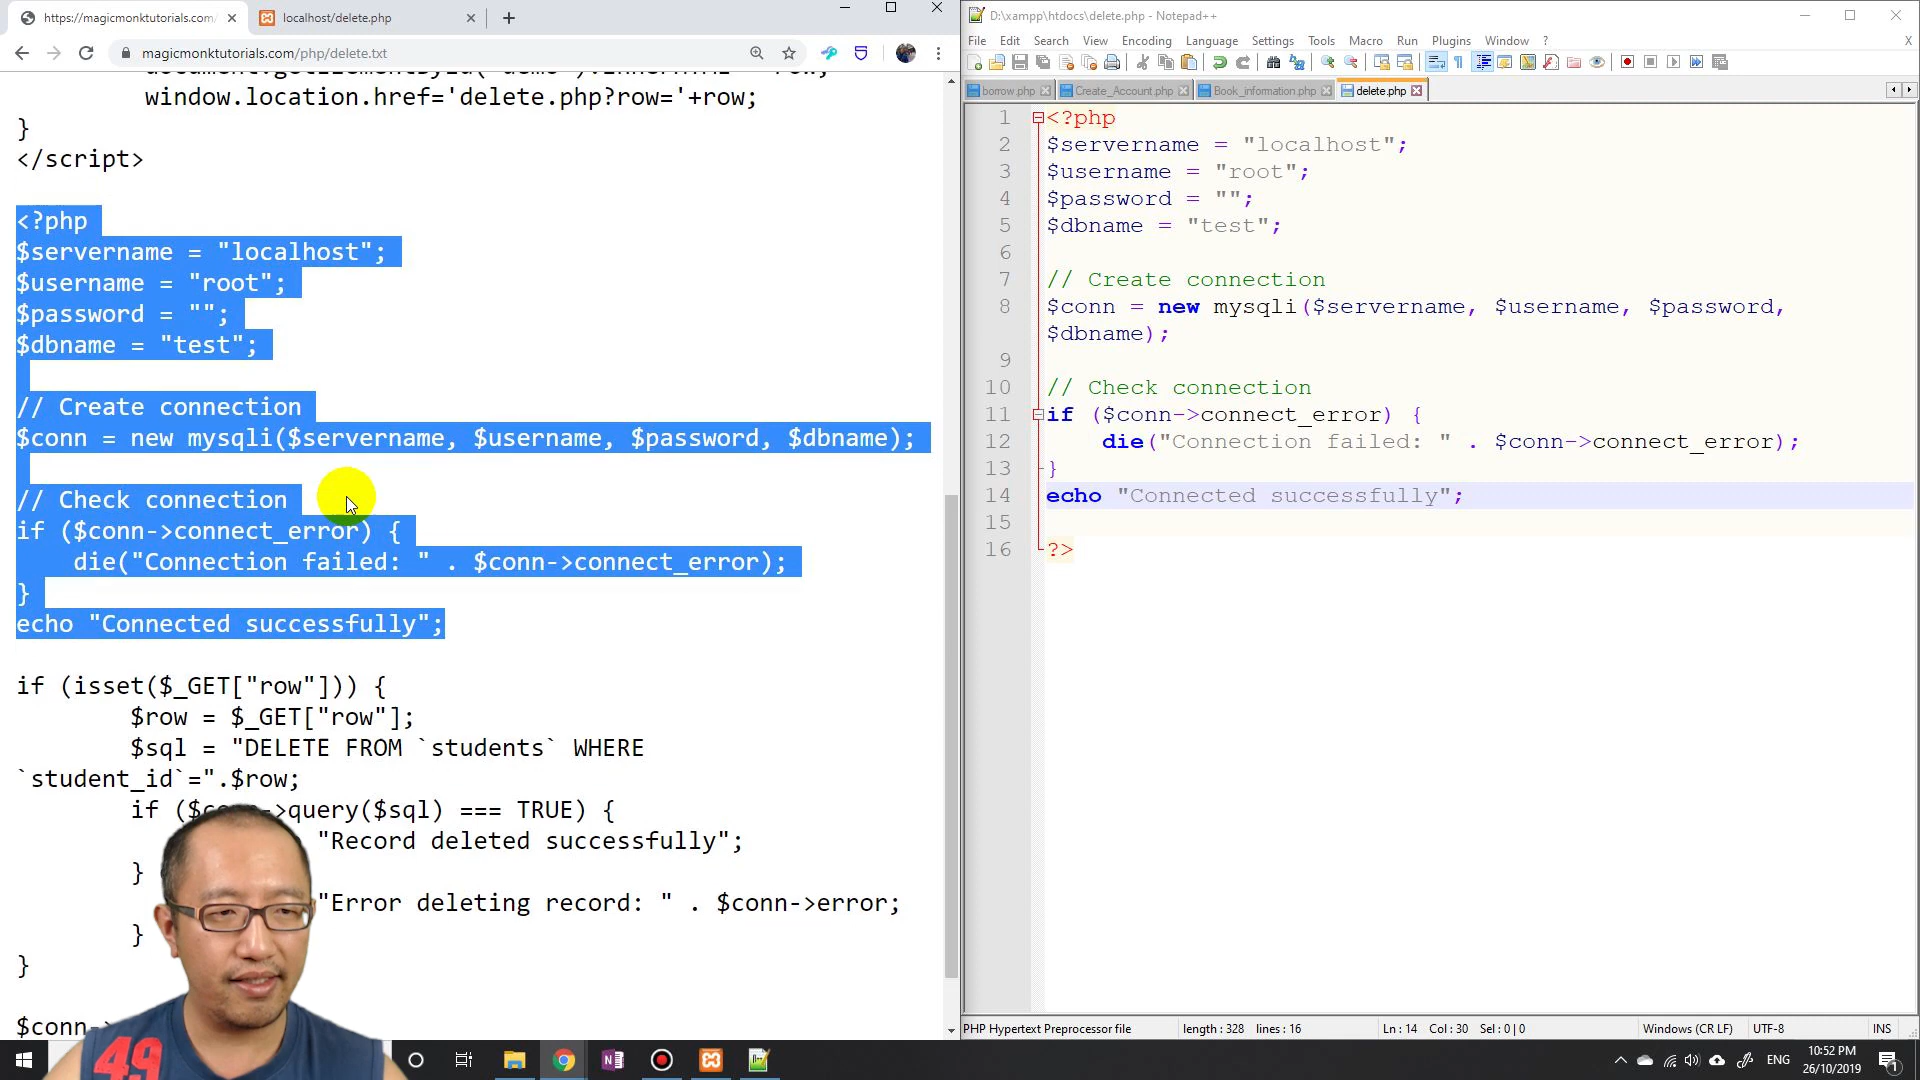 https://magicmonktutorials.com/
localhost/delete.php
magicmonktutorials.com/php/delete.txt
window.location.href='delete.php?row='+row;
}
</script>
<?php
$servername = "localhost";
$username = "root";
$password = "";
$dbname = "test";
// Create connection
$conn = new mysqli($servername, $username, $password, $dbname);
// Check connection
if ($conn->connect_error) {
die("Connection failed: " . $conn->connect_error);
}
echo "Connected successfully";
if (isset($_GET["row"])) {
$row = $_GET["row"];
$sql = "DELETE FROM `students` WHERE
`student_id`=".$row;
if ($conn->query($sql) === TRUE) {
"Record deleted successfully";
}
"Error deleting record: " . $conn->error;
}
}
$conn->
49
D:\xampp\htdocs\delete.php - Notepad++
File Edit Search View Encoding Language Settings Tools Macro Run Plugins Window ?
X
borrow.php
Create_Account.php
Book_information.php
delete.php
1 <?php
2 $servername = "localhost";
3 $username = "root";
4 $password = "";
5 $dbname = "test";
6
7 // Create connection
8 $conn = new mysqli($servername, $username, $password,
$dbname);
9
10 // Check connection
11 if ($conn->connect_error) {
12 die("Connection failed: " . $conn->connect_error);
13 }
14 echo "Connected successfully";
15
16 ?>
PHP Hypertext Preprocessor file length : 328 lines : 16 Ln : 14 Col : 30 Sel : 0 | 0 Windows (CR LF) UTF-8 INS
ENG
10:52 PM
26/10/2019